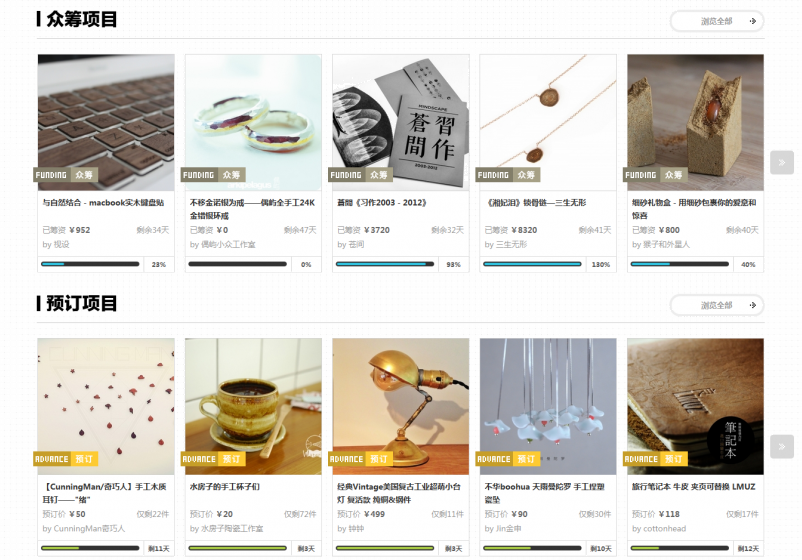 众筹项目
浏览全部
MINDSCAPE
習作
蒼間
2003-2012
FUNDING 众筹
FUNDING 众筹
FUNDING 众筹
FUNDING 众筹
FUNDING 众筹
与自然结合 - macbook实木键盘贴
已筹资 ￥952 剩余34天
by 视设
23%
不移金诺银为戒——偶屿全手工24K
金错银环戒
已筹资 ￥0 剩余47天
by 偶屿小众工作室
0%
蒼間《习作2003 - 2012》
已筹资 ￥3720 剩余32天
by 苍间
93%
《湘妃泪》锁骨链—三生无形
已筹资 ￥8320 剩余41天
by 三生无形
130%
细砂礼物盒 - 用细砂包裹你的爱意和
惊喜
已筹资 ￥800 剩余40天
by 猴子和外星人
40%
预订项目
浏览全部
筆記本
ADVANCE 预订
ADVANCE 预订
ADVANCE 预订
ADVANCE 预订
ADVANCE 预订
【CunningMan/奇巧人】手工木质
耳钉——"绪"
预订价 ￥50 仅剩17件
by CunningMan奇巧人
剩11天
水房子的手工杯子们
预订价 ￥20 仅剩72件
by 水房子陶瓷工作室
剩3天
经典Vintage美国复古工业超萌小台
灯 复活款 纯铜&钢件
预订价 ￥499 仅剩11件
by 钟钟
剩3天
不华boohua 天雨曼陀罗 手工捏塑
瓷坠
预订价 ￥90 仅剩30件
by Jin金申
剩10天
旅行笔记本 牛皮 夹页可替换 LMUZ
预订价 ￥118 仅剩17件
by cottonhead
剩12天